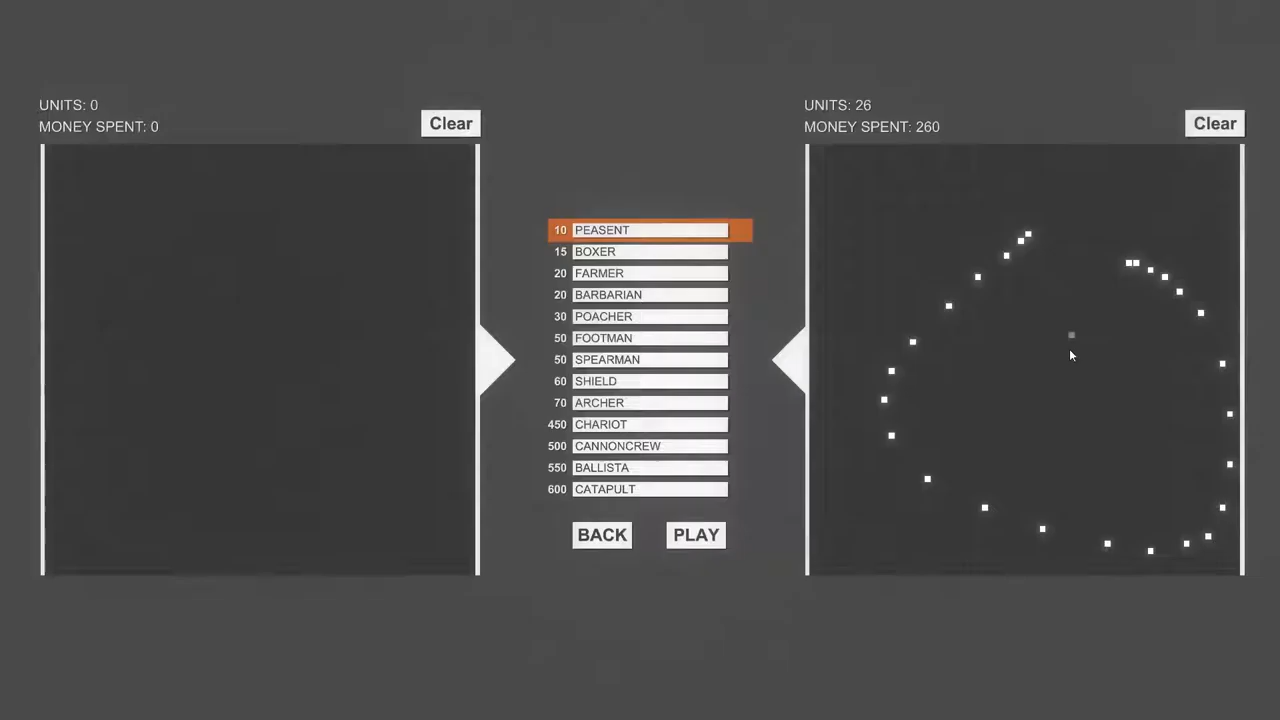 UNITS: 0
MONEY SPENT: 0
Clear
UNITS: 26
MONEY SPENT: 260
Clear
10 PEASENT
15 BOXER
20 FARMER
20 BARBARIAN
30 POACHER
50 FOOTMAN
50 SPEARMAN
60 SHIELD
70 ARCHER
450 CHARIOT
500 CANNONCREW
550 BALLISTA
600 CATAPULT
BACK PLAY